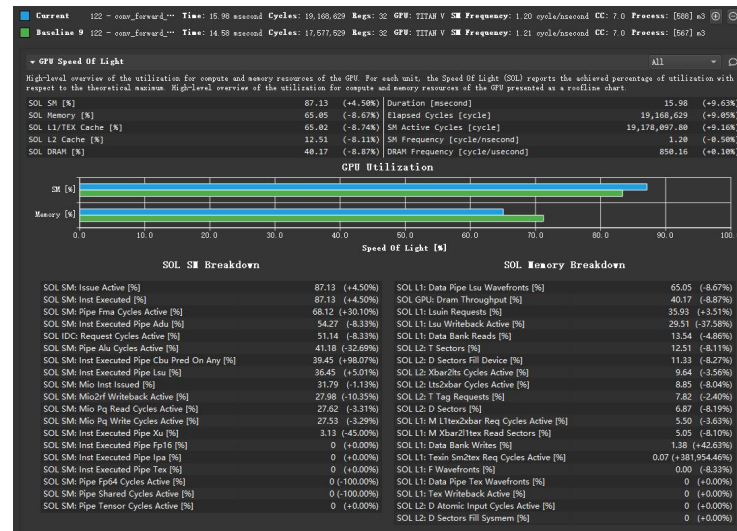 Current 122 - conv_forward_··· Time: 15.98 msecond Cycles: 19,168,629 Regs: 32 GPU: TITAN V SM Frequency: 1.20 cycle/nsecond CC: 7.0 Process: [588] m3
Baseline 9 122 - conv_forward_··· Time: 14.58 msecond Cycles: 17,577,529 Regs: 32 GPU: TITAN V SM Frequency: 1.21 cycle/nsecond CC: 7.0 Process: [567] m3
GPU Speed Of Light All
High-level overview of the utilization for compute and memory resources of the GPU. For each unit, the Speed Of Light (SOL) reports the achieved percentage of utilization with
respect to the theoretical maximum. High-level overview of the utilization for compute and memory resources of the GPU presented as a roofline chart.
SOL SM [%] 87.13 (+4.50%) Duration [msecond] 15.98 (+9.63%
SOL Memory [%] 65.05 (-8.67%) Elapsed Cycles [cycle] 19,168,629 (+9.05%
SOL L1/TEX Cache [%] 65.02 (-8.74%) SM Active Cycles [cycle] 19,178,097.80 (+9.16%
SOL L2 Cache [%] 12.51 (-8.11%) SM Frequency [cycle/nsecond] 1.20 (-0.50%
SOL DRAM [%] 40.17 (-8.87%) DRAM Frequency [cycle/usecond] 850.16 (+0.10%
GPU Utilization
SM [%]
Memory [%]
0.0 10.0 20.0 30.0 40.0 50.0 60.0 70.0 80.0 90.0 100.
Speed Of Light [%]
SOL SM Breakdown SOL Memory Breakdown
SOL SM: Issue Active [%] 87.13 (+4.50%) SOL L1: Data Pipe Lsu Wavefronts [%] 65.05 (-8.67%)
SOL SM: Inst Executed [%] 87.13 (+4.50%) SOL GPU: Dram Throughput [%] 40.17 (-8.87%)
SOL SM: Pipe Fma Cycles Active [%] 68.12 (+30.10%) SOL L1: Lsuin Requests [%] 35.93 (+3.51%)
SOL SM: Inst Executed Pipe Adu [%] 54.27 (-8.33%) SOL L1: Lsu Writeback Active [%] 29.51 (-37.58%)
SOL IDC: Request Cycles Active [%] 51.14 (-8.33%) SOL L1: Data Bank Reads [%] 13.54 (-4.86%)
SOL SM: Pipe Alu Cycles Active [%] 41.18 (-32.69%) SOL L2: T Sectors [%] 12.51 (-8.11%)
SOL SM: Inst Executed Pipe Cbu Pred On Any [%] 39.45 (+98.07%) SOL L2: D Sectors Fill Device [%] 11.33 (-8.27%)
SOL SM: Inst Executed Pipe Lsu [%] 36.45 (+5.01%) SOL L2: Xbar2lts Cycles Active [%] 9.64 (-3.56%)
SOL SM: Mio Inst Issued [%] 31.79 (-1.13%) SOL L2: Lts2xbar Cycles Active [%] 8.85 (-8.04%)
SOL SM: Mio2rf Writeback Active [%] 27.98 (-10.35%) SOL L2: T Tag Requests [%] 7.82 (-2.40%)
SOL SM: Mio Pq Read Cycles Active [%] 27.62 (-3.31%) SOL L2: D Sectors [%] 6.87 (-8.19%)
SOL SM: Mio Pq Write Cycles Active [%] 27.53 (-3.29%) SOL L1: M L1tex2xbar Req Cycles Active [%] 5.50 (-3.63%)
SOL SM: Inst Executed Pipe Xu [%] 3.13 (-45.00%) SOL L1: M Xbar2l1tex Read Sectors [%] 5.05 (-8.10%)
SOL SM: Inst Executed Pipe Fp16 [%] 0 (+0.00%) SOL L1: Data Bank Writes [%] 1.38 (+42.63%)
SOL SM: Inst Executed Pipe Ipa [%] 0 (+0.00%) SOL L1: Texin Sm2tex Req Cycles Active [%] 0.07 (+381,954.46%)
SOL SM: Inst Executed Pipe Tex [%] 0 (+0.00%) SOL L1: F Wavefronts [%] 0.00 (-8.33%)
SOL SM: Pipe Fp64 Cycles Active [%] 0 (-100.00%) SOL L1: Data Pipe Tex Wavefronts [%] 0 (+0.00%)
SOL SM: Pipe Shared Cycles Active [%] 0 (-100.00%) SOL L1: Tex Writeback Active [%] 0 (+0.00%)
SOL SM: Pipe Tensor Cycles Active [%] 0 (+0.00%) SOL L2: D Atomic Input Cycles Active [%] 0 (+0.00%)
SOL L2: D Sectors Fill Sysmem [%] 0 (+0.00%)